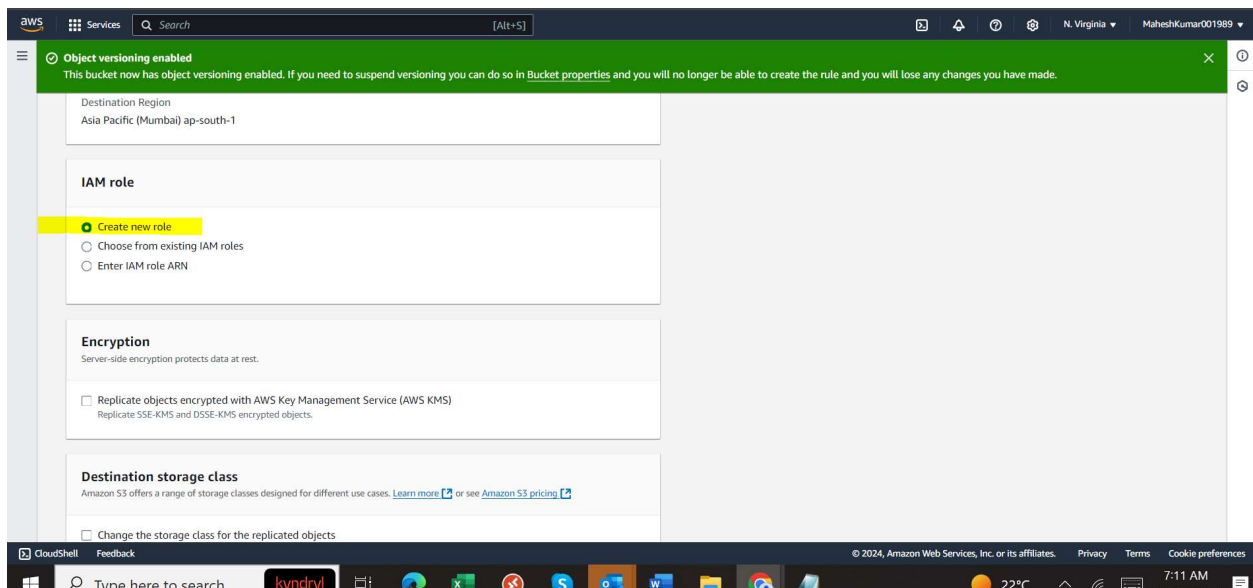 aws
Services
Search
[Alt+S]
N. Virginia
MaheshKumar001989
Object versioning enabled
This bucket now has object versioning enabled. If you need to suspend versioning you can do so in Bucket properties and you will no longer be able to create the rule and you will lose any changes you have made.
Destination Region
Asia Pacific (Mumbai) ap-south-1
IAM role
Create new role
Choose from existing IAM roles
Enter IAM role ARN
Encryption
Server-side encryption protects data at rest.
Replicate objects encrypted with AWS Key Management Service (AWS KMS)
Replicate SSE-KMS and DSSE-KMS encrypted objects.
Destination storage class
Amazon S3 offers a range of storage classes designed for different use cases. Learn more or see Amazon S3 pricing
Change the storage class for the replicated objects
CloudShell
Feedback
© 2024, Amazon Web Services, Inc. or its affiliates.
Privacy
Terms
Cookie preferences
Type here to search
kyndryl
22°C
7:11 AM